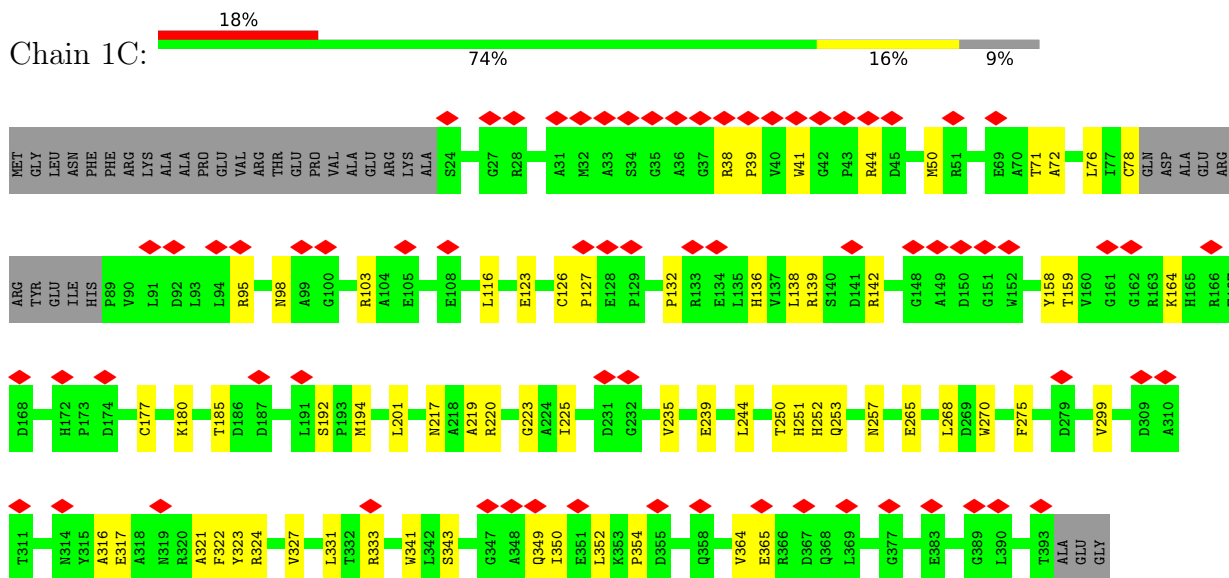 18%
Chain 1C:
74% 16% 9%
MET GLY LEU ASN PHE PHE ARG LYS ALA ALA PRO GLU VAL ARG THR GLU PRO VAL ALA GLU ARG LYS ALA S24 G27 R28 A31 M32 A33 S34 G35 A36 G37 R38 P39 V40 W41 G42 P43 R44 D45 M50 R51 E69 A70 T71 A72 L76 I77 C78 GLN ASP ALA GLU ARG
ARG TYR GLU ILE HIS F89 V90 L91 D92 L93 L94 R95 N98 A99 G100 R103 A104 E105 E108 L116 E123 C126 P127 E128 P129 P132 R133 E134 L135 H136 V137 L138 R139 S140 D141 R142 G148 A149 D150 G151 W152 Y158 T159 V160 G161 G162 R163 K164 H165 R166
D168 H172 P173 D174 C177 K180 T185 D186 D187 L191 S192 P193 M194 L201 N217 A218 A219 R220 G223 A224 I225 D231 G232 V235 E239 L244 T250 H251 H252 Q253 N257 E265 L268 D269 W270 F275 D279 V299 D309 A310
T311 N314 Y315 A316 E317 A318 N319 R320 A321 F322 Y323 R324 V327 L331 T332 R333 W341 L342 S343 G347 A348 Q349 I350 E351 L352 K353 P354 D355 Q358 V364 E365 R366 D367 Q368 L369 G377 E383 G389 L390 T393 ALA GLU GLY